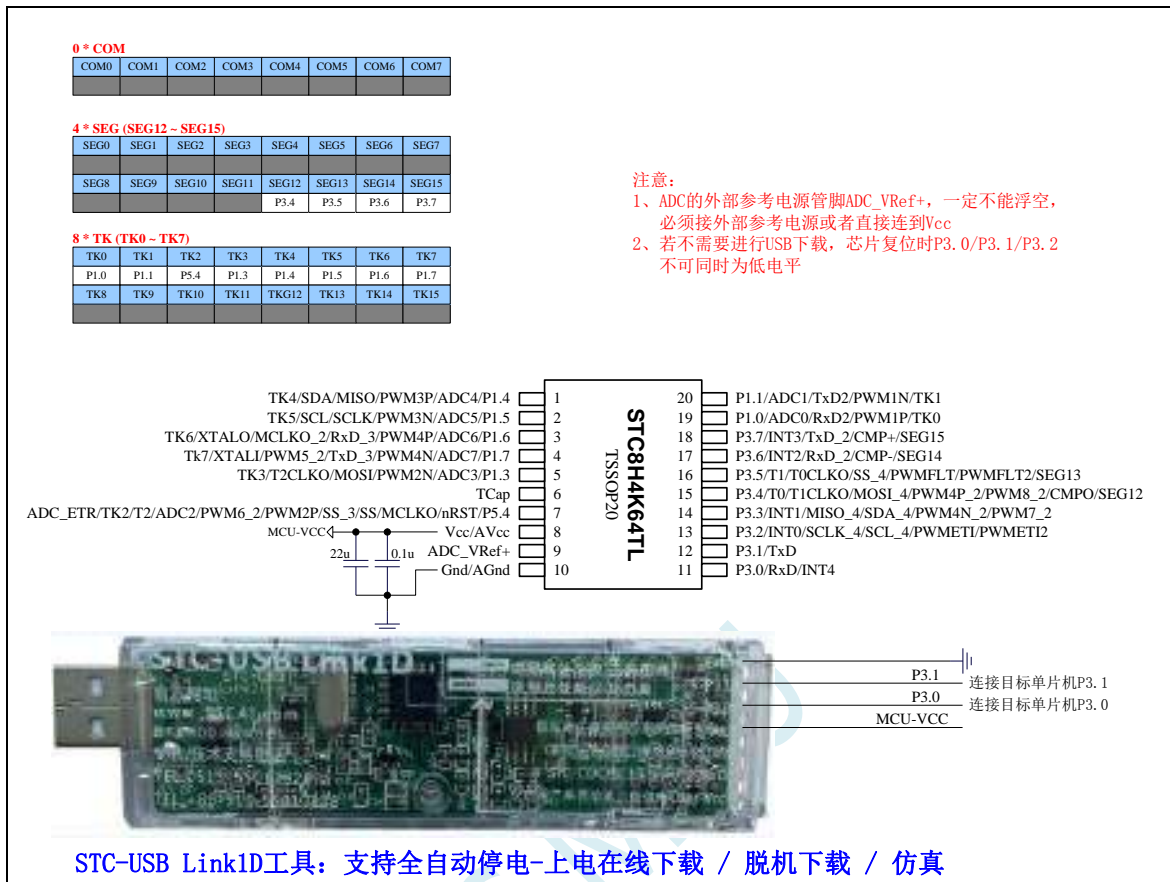 0 * COM
COM0 COM1 COM2 COM3 COM4 COM5 COM6 COM7
4 * SEG (SEG12 ~ SEG15)
SEG0 SEG1 SEG2 SEG3 SEG4 SEG5 SEG6 SEG7
SEG8 SEG9 SEG10 SEG11 SEG12 SEG13 SEG14 SEG15
P3.4 P3.5 P3.6 P3.7
8 * TK (TK0 ~ TK7)
TK0 TK1 TK2 TK3 TK4 TK5 TK6 TK7
P1.0 P1.1 P5.4 P1.3 P1.4 P1.5 P1.6 P1.7
TK8 TK9 TK10 TK11 TKG12 TK13 TK14 TK15
注意：
1、ADC的外部参考电源管脚ADC_VRef+，一定不能浮空，
必须接外部参考电源或者直接连到Vcc
2、若不需要进行USB下载，芯片复位时P3.0/P3.1/P3.2
不可同时为低电平
TK4/SDA/MISO/PWM3P/ADC4/P1.4 1
TK5/SCL/SCLK/PWM3N/ADC5/P1.5 2
TK6/XTALO/MCLKO_2/RxD_3/PWM4P/ADC6/P1.6 3
Tk7/XTALI/PWM5_2/TxD_3/PWM4N/ADC7/P1.7 4
TK3/T2CLKO/MOSI/PWM2N/ADC3/P1.3 5
TCap 6
ADC_ETR/TK2/T2/ADC2/PWM6_2/PWM2P/SS_3/SS/MCLKO/nRST/P5.4 7
MCU-VCC Vcc/AVcc 8
22u 0.1u ADC_VRef+ 9
Gnd/AGnd 10
STC8H4K64TL
TSSOP20
20 P1.1/ADC1/TxD2/PWM1N/TK1
19 P1.0/ADC0/RxD2/PWM1P/TK0
18 P3.7/INT3/TxD_2/CMP+/SEG15
17 P3.6/INT2/RxD_2/CMP-/SEG14
16 P3.5/T1/T0CLKO/SS_4/PWMFLT/PWMFLT2/SEG13
15 P3.4/T0/T1CLKO/MOSI_4/PWM4P_2/PWM8_2/CMPO/SEG12
14 P3.3/INT1/MISO_4/SDA_4/PWM4N_2/PWM7_2
13 P3.2/INT0/SCLK_4/SCL_4/PWMETI/PWMETI2
12 P3.1/TxD
11 P3.0/RxD/INT4
STC-USB Link1D
P3.1 连接目标单片机P3.1
P3.0 连接目标单片机P3.0
MCU-VCC
STC-USB Link1D工具：支持全自动停电-上电在线下载 / 脱机下载 / 仿真